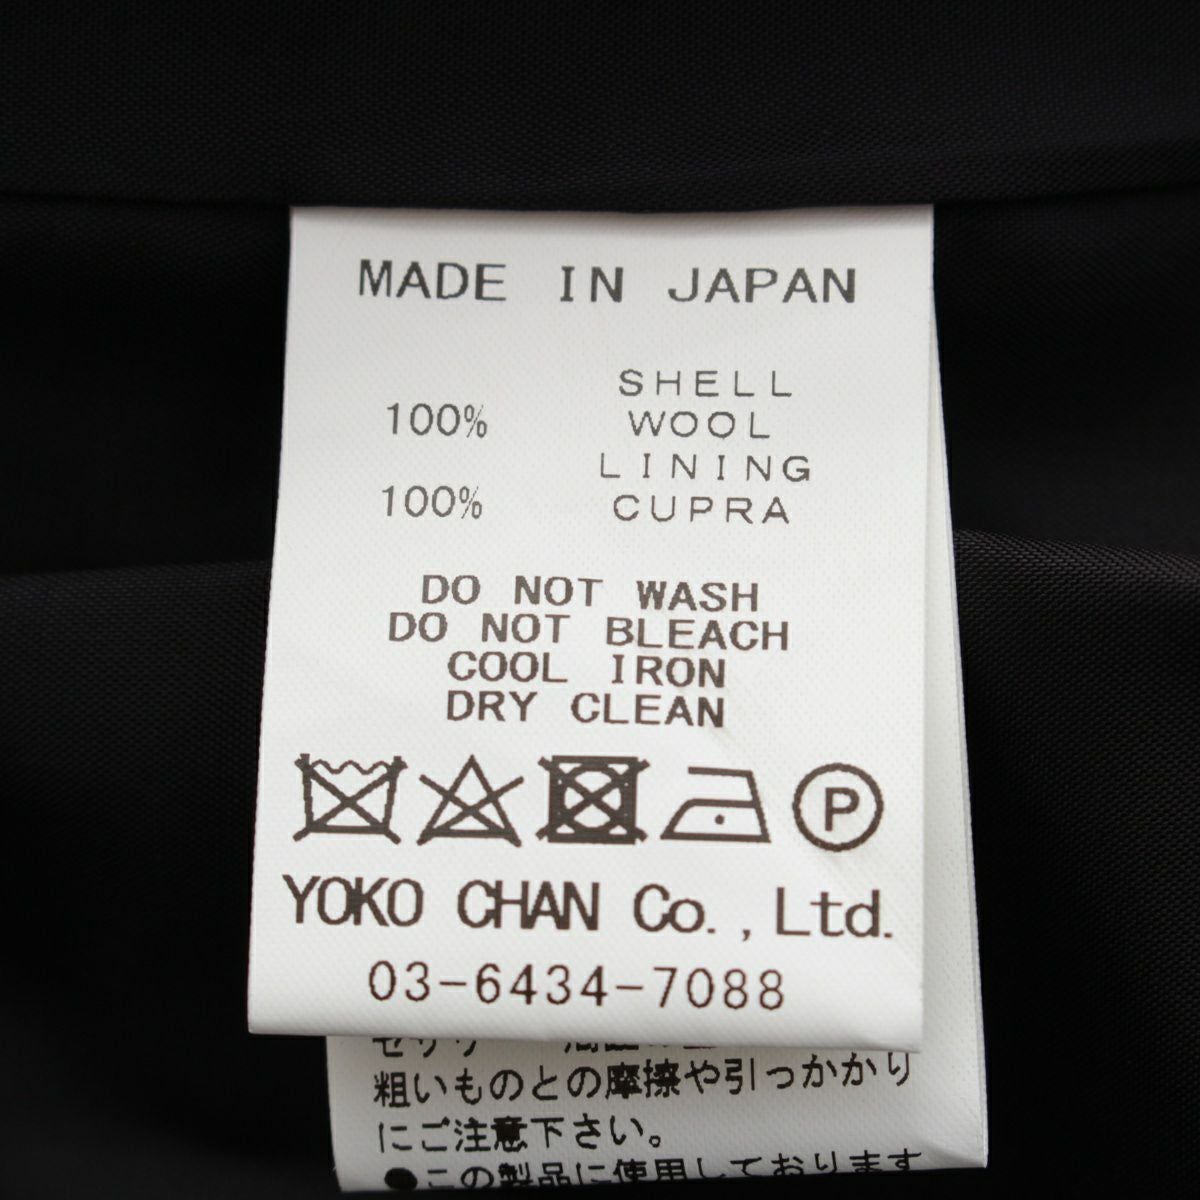 MADE IN JAPAN
SHELL
100% WOOL
LINING
100% CUPRA
DO NOT WASH
DO NOT BLEACH
COOL IRON
DRY CLEAN
P
YOKO CHAN Co., Ltd.
03-6434-7088
粗いものとの摩擦や引っかかり
にご注意下さい。
●この製品に使用しております